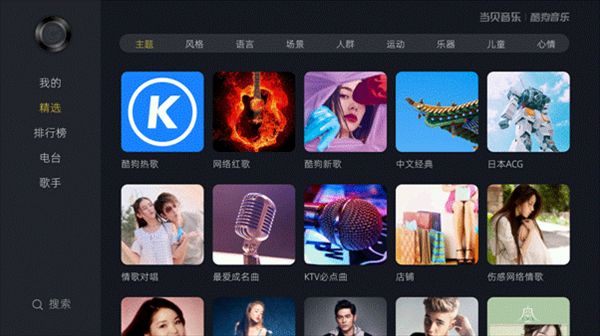 当贝音乐 | 酷狗音乐
主题 风格 语言 场景 人群 运动 乐器 儿童 心情
我的
精选
排行榜
电台
歌手
搜索
K
酷狗热歌 网络红歌 酷狗新歌 中文经典 日本ACG
情歌对唱 最爱成名曲 KTV必点曲 店铺 伤感网络情歌